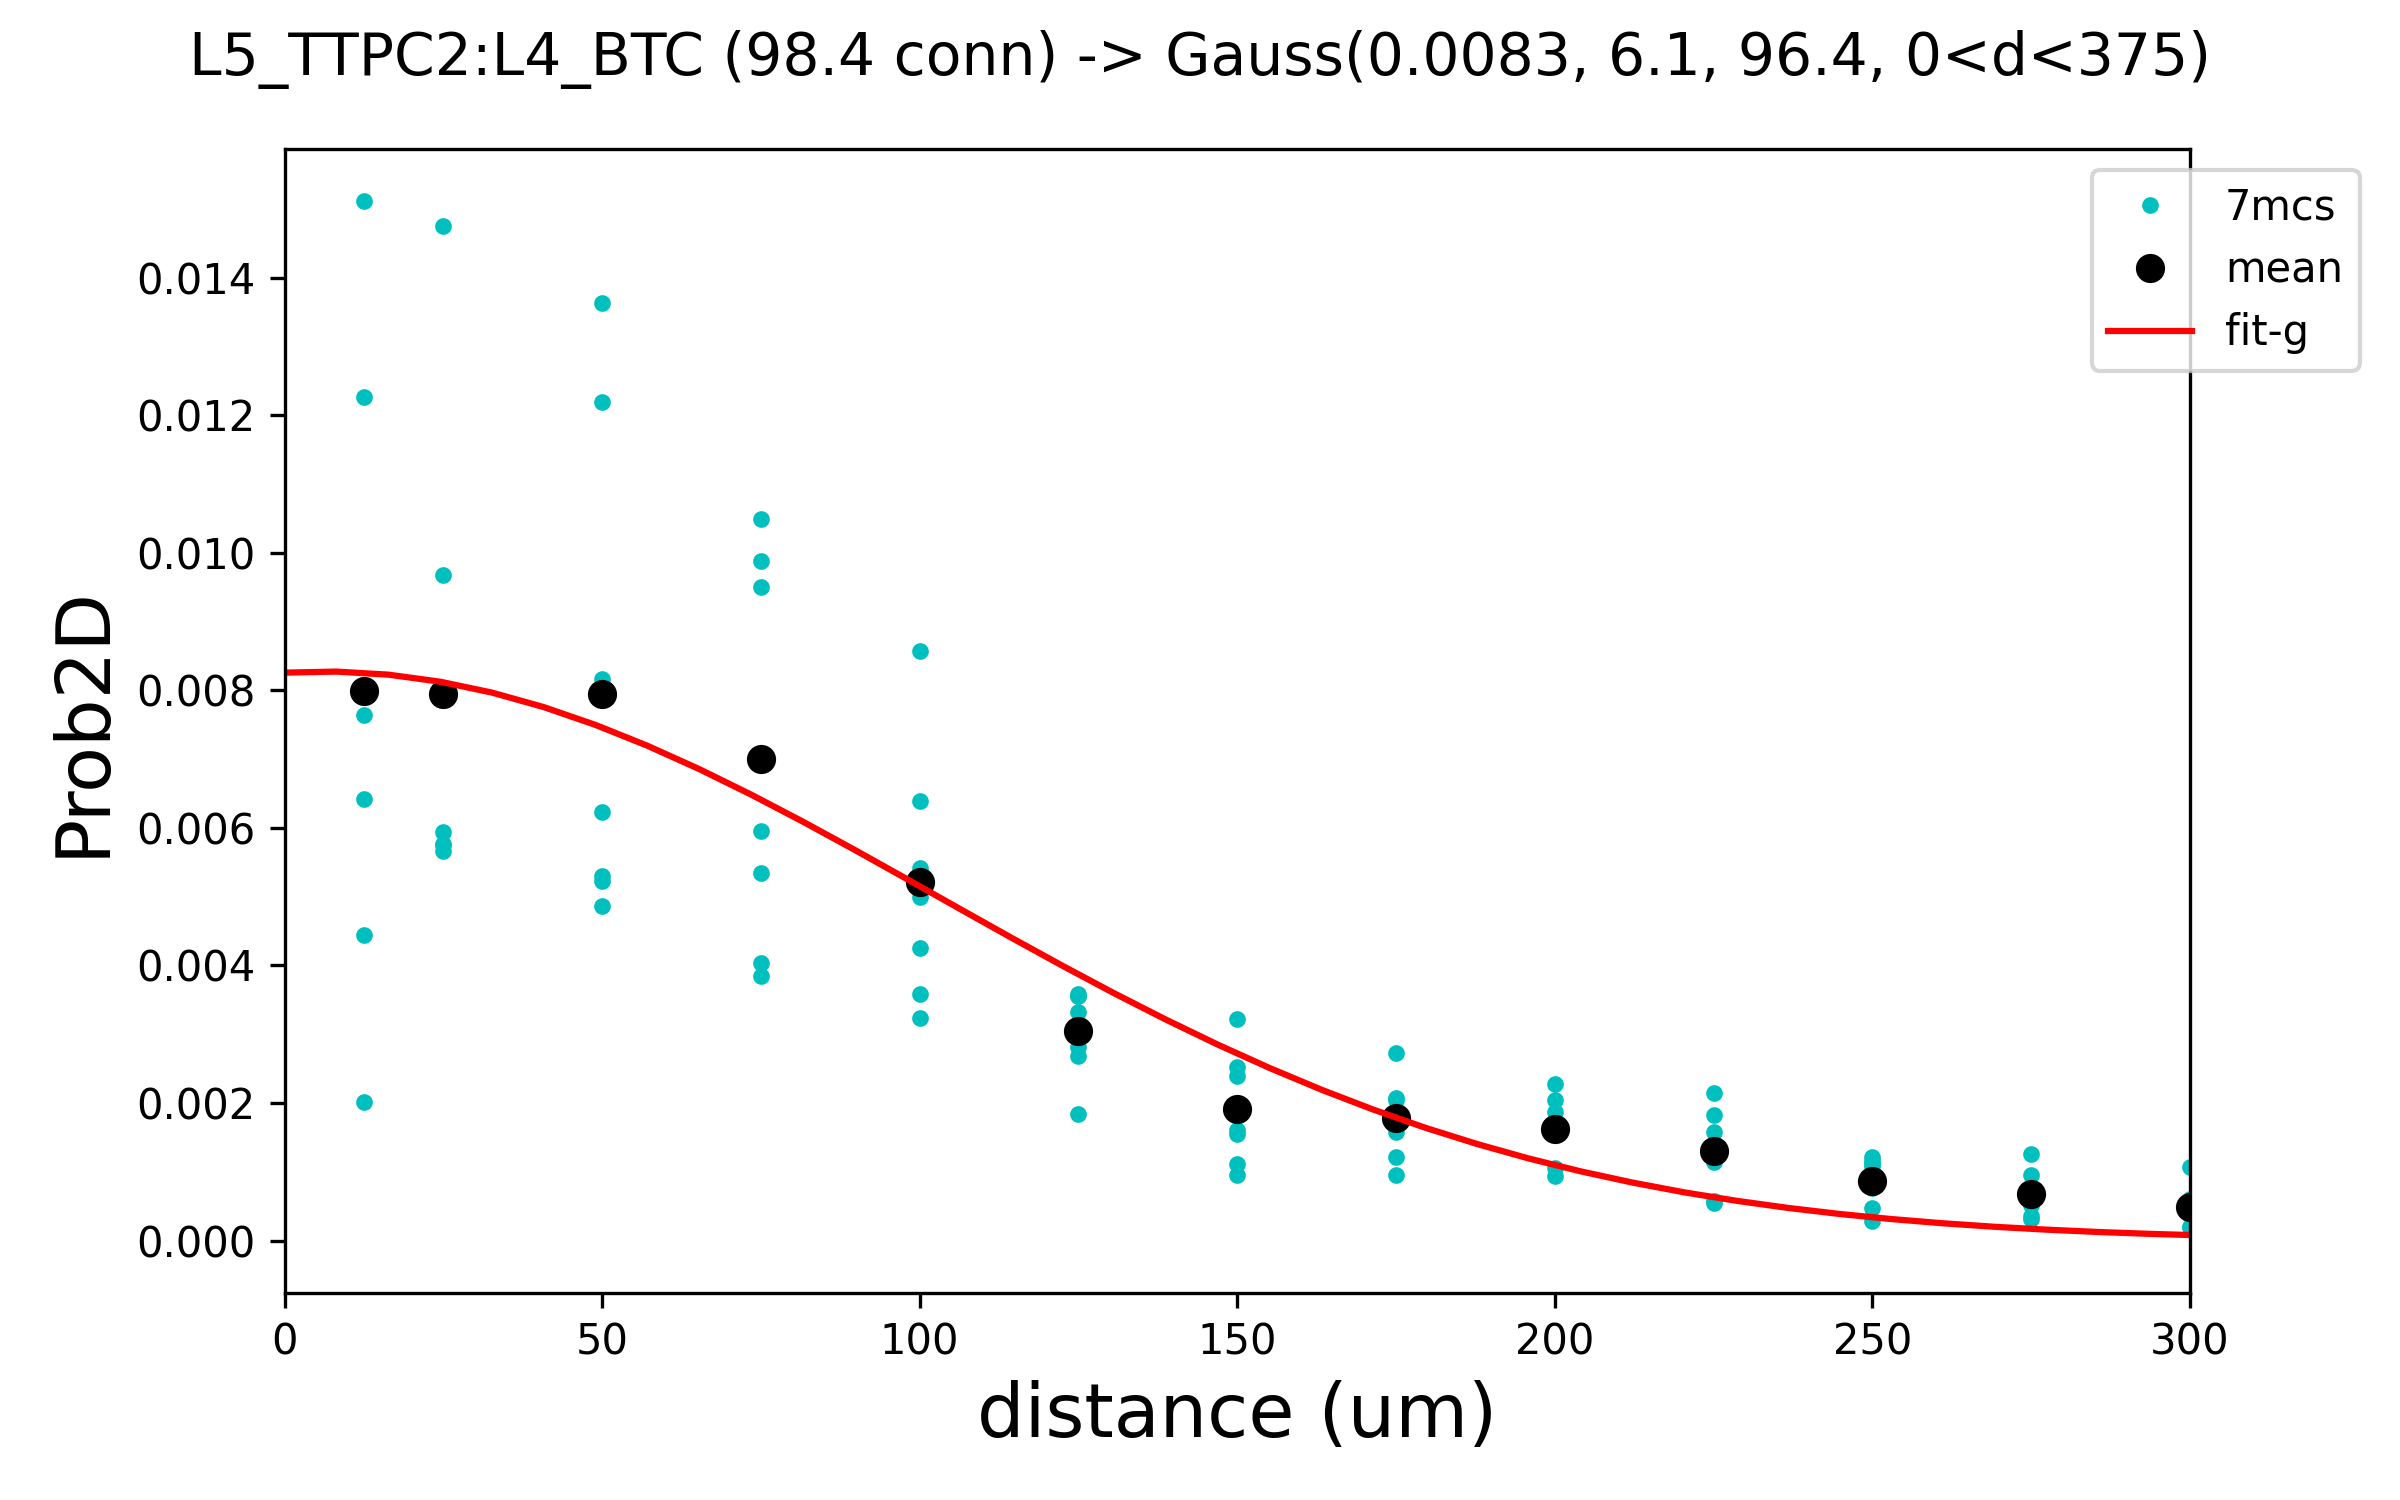 L5_TTPC2:L4_BTC (98.4 conn) -> Gauss(0.0083, 6.1, 96.4, 0<d<375)
7mcs
mean
fit-g
Prob2D
0.014
0.012
0.010
0.008
0.006
0.004
0.002
0.000
0 50 100 150 200 250 300
distance (um)